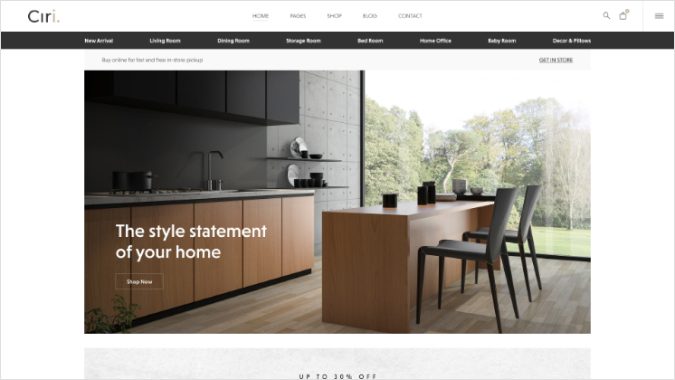 Ciri.
HOME PAGES SHOP BLOG CONTACT
New Arrival Living Room Dining Room Storage Room Bed Room Home Office Baby Room Decor & Pillows
Buy online for fast and free in-store pickup
GET IN STORE
The style statement
of your home
Shop Now
UP TO 30% OFF